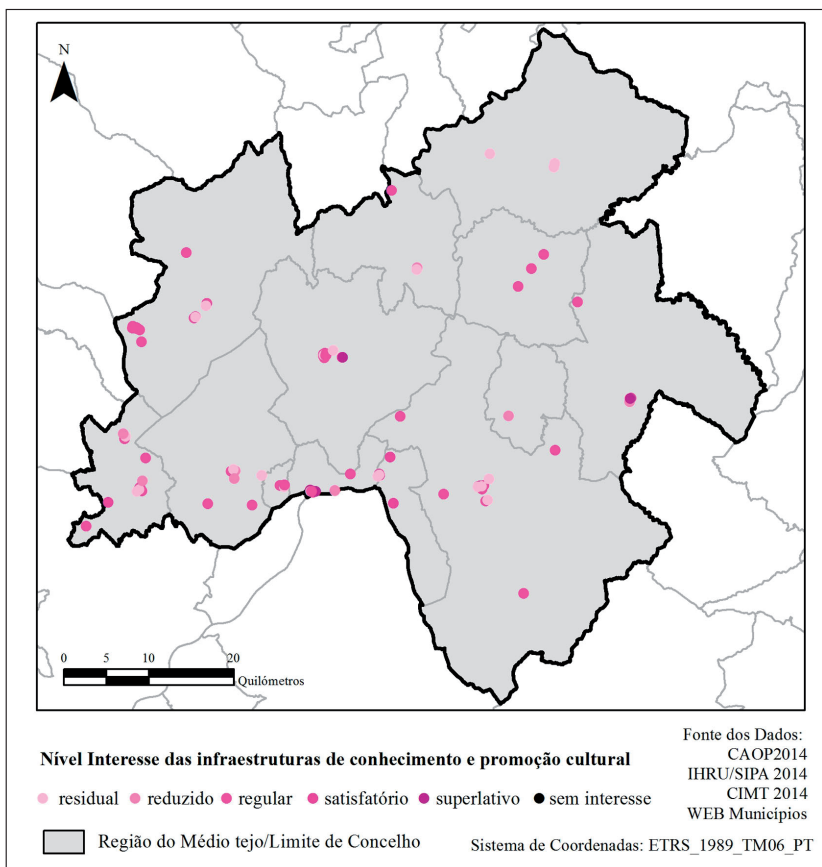 N
0 5 10 20
Quilómetros
Nível Interesse das infraestruturas de conhecimento e promoção cultural
residual reduzido regular satisfatório superlativo sem interesse
Região do Médio tejo/Limite de Concelho
Fonte dos Dados:
CAOP2014
IHRU/SIPA 2014
CIMT 2014
WEB Municípios
Sistema de Coordenadas: ETRS_1989_TM06_PT